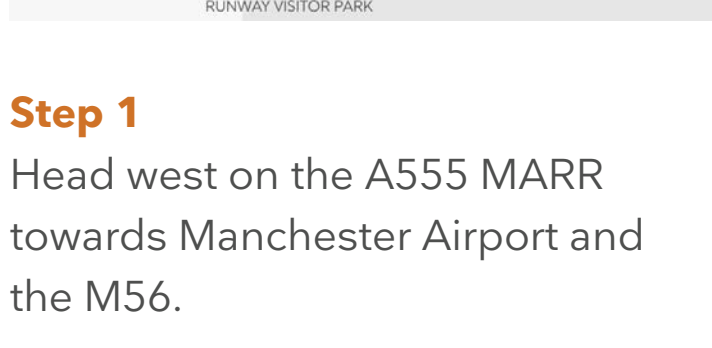 RUNWAY VISITOR PARK
Step 1
Head west on the A555 MARR
towards Manchester Airport and
the M56.